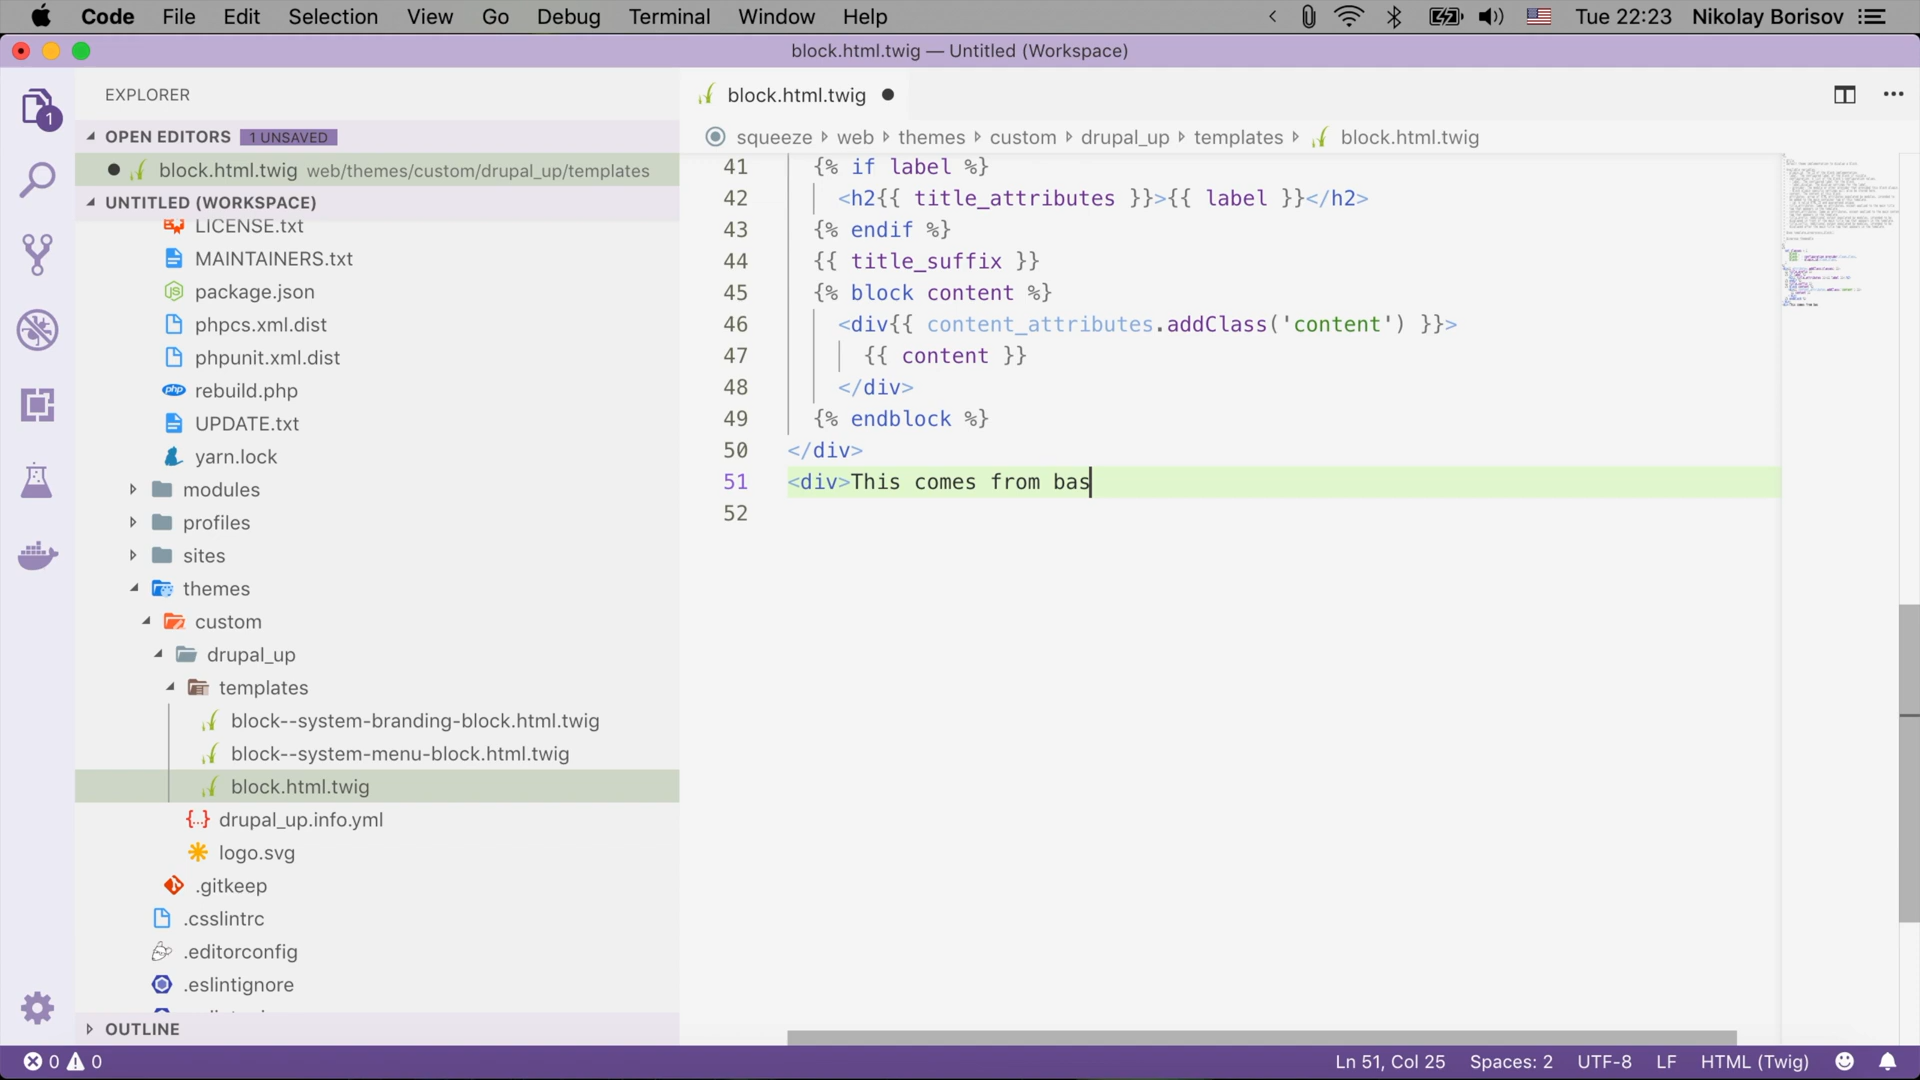 Code File Edit Selection View Go Debug Terminal Window Help Tue 22:23 Nikolay Borisov
block.html.twig — Untitled (Workspace)
EXPLORER
1
OPEN EDITORS 1 UNSAVED
block.html.twig web/themes/custom/drupal_up/templates
UNTITLED (WORKSPACE)
LICENSE.txt
MAINTAINERS.txt
package.json
phpcs.xml.dist
phpunit.xml.dist
php rebuild.php
UPDATE.txt
yarn.lock
modules
profiles
sites
themes
custom
drupal_up
templates
block--system-branding-block.html.twig
block--system-menu-block.html.twig
block.html.twig
drupal_up.info.yml
logo.svg
.gitkeep
.csslintrc
.editorconfig
.eslintignore
OUTLINE
block.html.twig
squeeze web themes custom drupal_up templates block.html.twig
41 {% if label %}
42 <h2{{ title_attributes }}>{{ label }}</h2>
43 {% endif %}
44 {{ title_suffix }}
45 {% block content %}
46 <div{{ content_attributes.addClass('content') }}>
47 {{ content }}
48 </div>
49 {% endblock %}
50 </div>
51 <div>This comes from bas
52
0 0 Ln 51, Col 25 Spaces: 2 UTF-8 LF HTML (Twig)